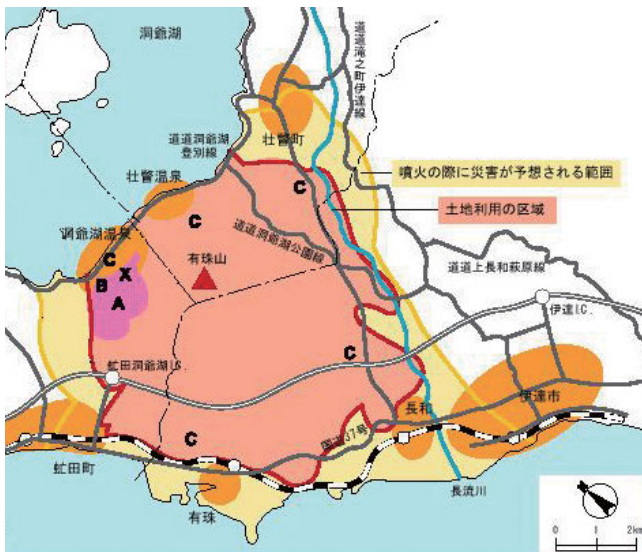 洞爺湖
道道滝之町伊達線
道道洞爺湖
登別線
壮瞥町
壮瞥温泉
噴火の際に災害が予想される範囲
土地利用の区域
C
C
洞爺湖温泉
C
X
B
A
有珠山
道道洞爺湖公園線
道道上長和萩原線
伊達I.C.
虻田洞爺湖I.C.
C
伊達市
長和
国道37号
C
虻田町
有珠
長流川
0 1 2km